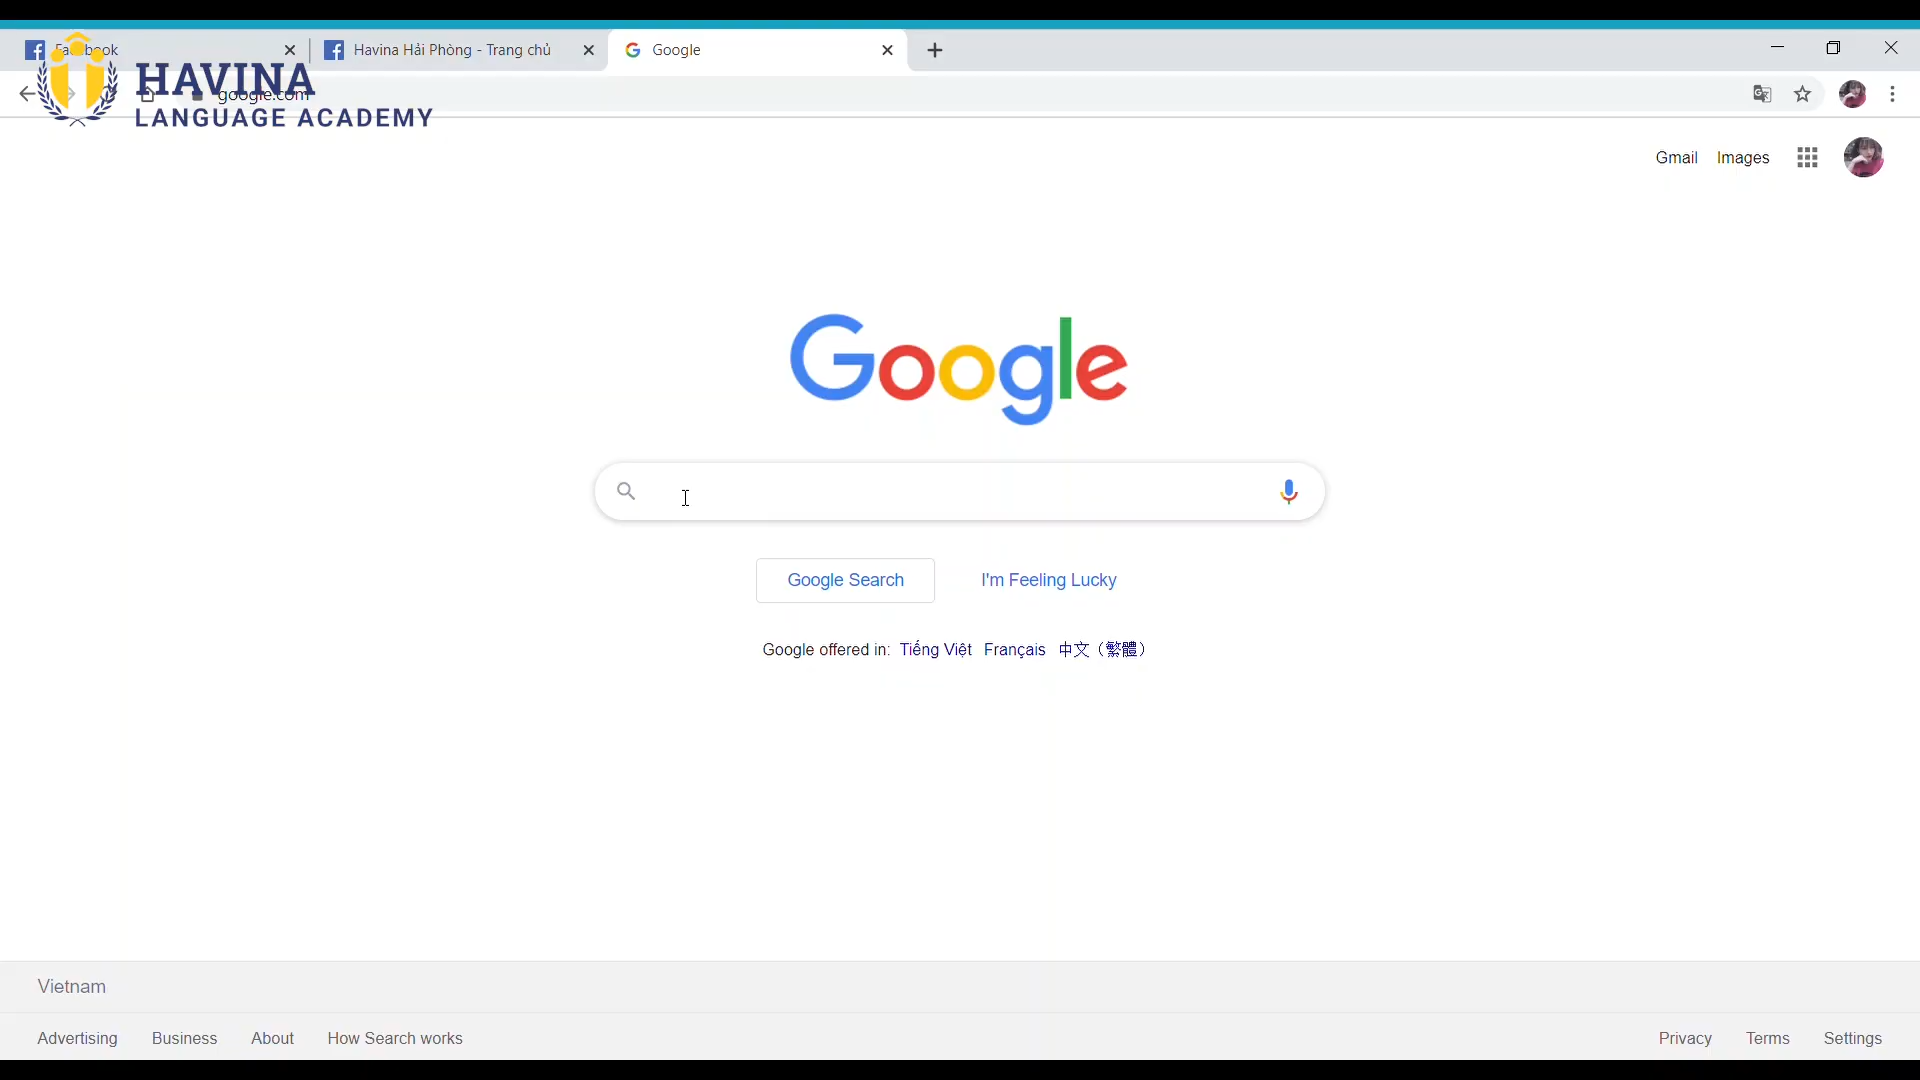 Facebook
Havina Hải Phòng - Trang chủ
Google
HAVINA
google.com
LANGUAGE ACADEMY
Gmail
Images
Google
Google Search
I'm Feeling Lucky
Google offered in: Tiếng Việt Français 中文（繁體）
Vietnam
Advertising Business About How Search works
Privacy Terms Settings